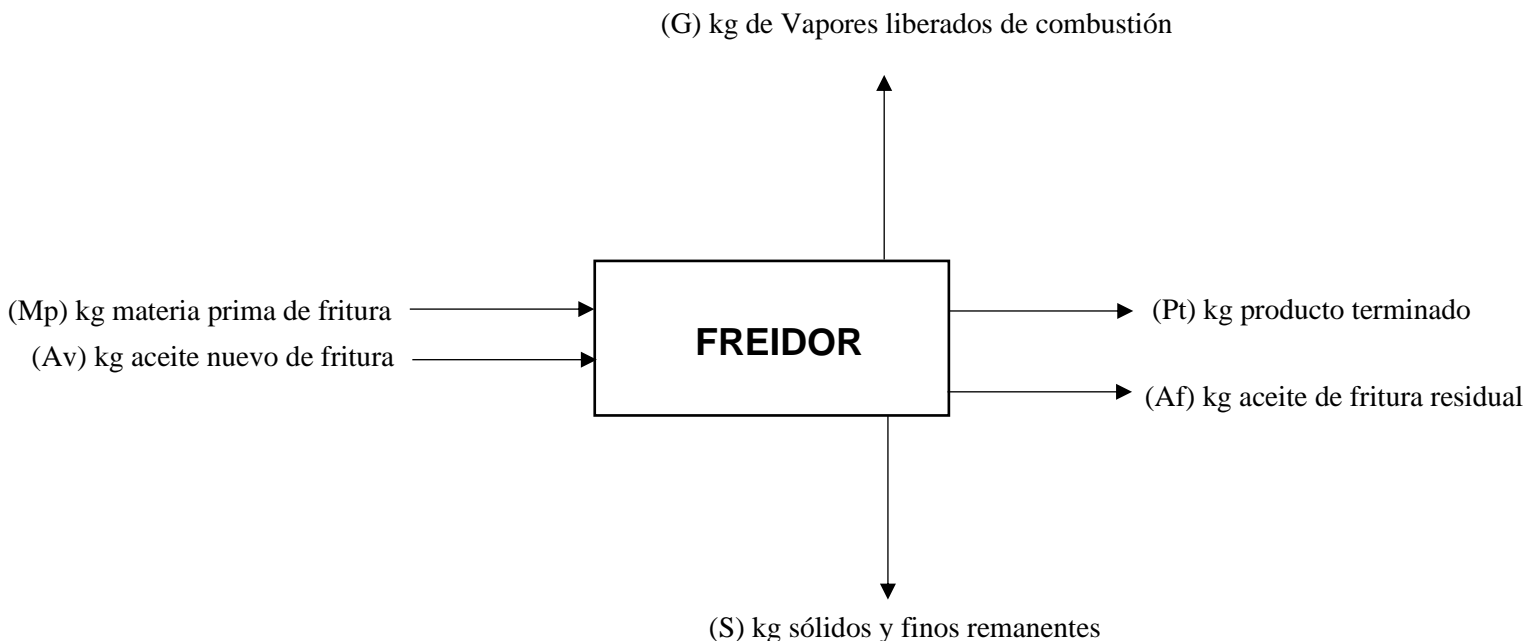 (G) kg de Vapores liberados de combustión
(Mp) kg materia prima de fritura
(Av) kg aceite nuevo de fritura
FREIDOR
(Pt) kg producto terminado
(Af) kg aceite de fritura residual
(S) kg sólidos y finos remanentes